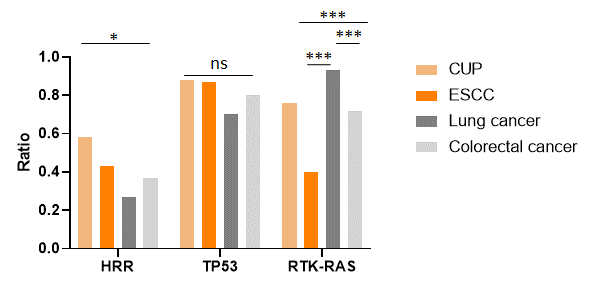 ***
*
ns
***
***
1.0
0.8
0.6
0.4
0.2
0.0
Ratio
HRR
TP53
RTK-RAS
CUP
ESCC
Lung cancer
Colorectal cancer